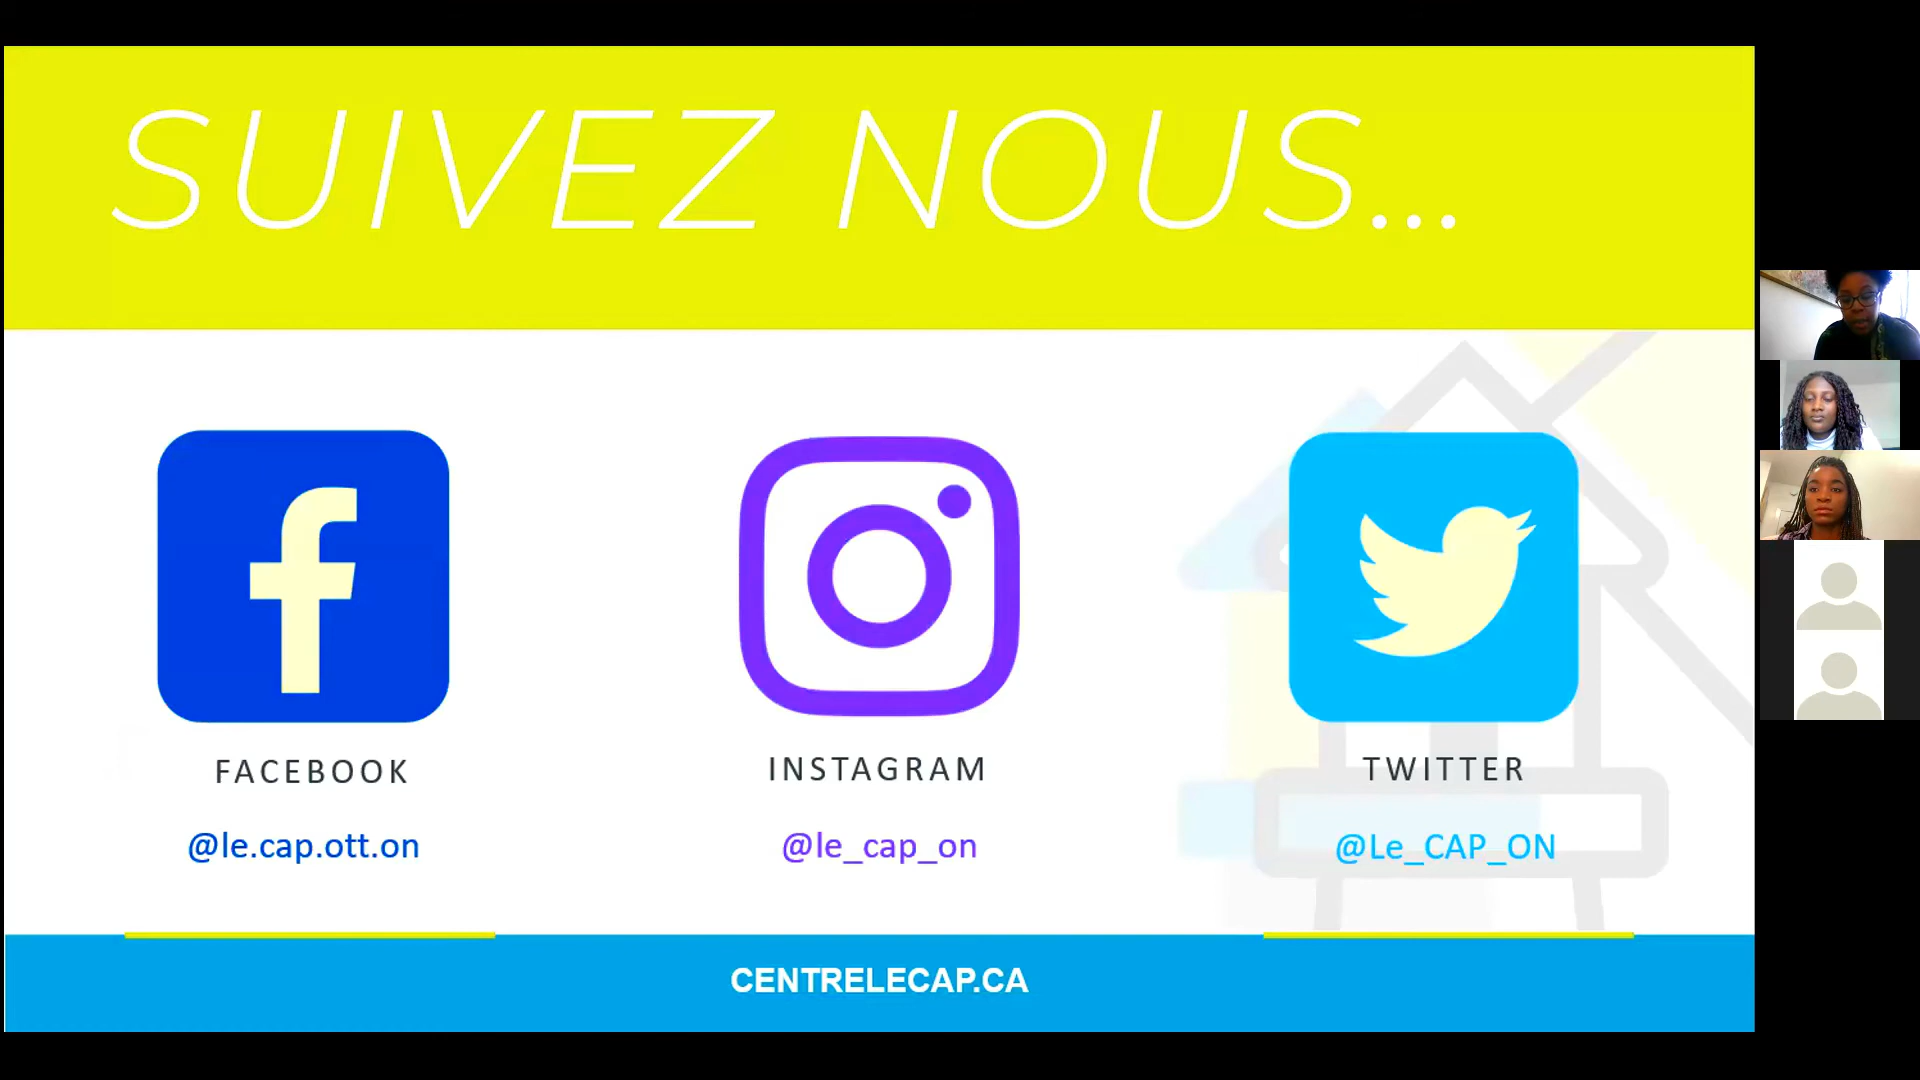 SUIVEZ NOUS...
FACEBOOK
INSTAGRAM
TWITTER
@le.cap.ott.on
@le_cap_on
@Le_CAP_ON
CENTRELECAP.CA